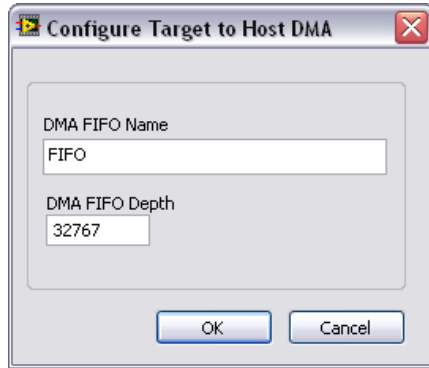 Configure Target to Host DMA
DMA FIFO Name
FIFO
DMA FIFO Depth
32767
OK Cancel